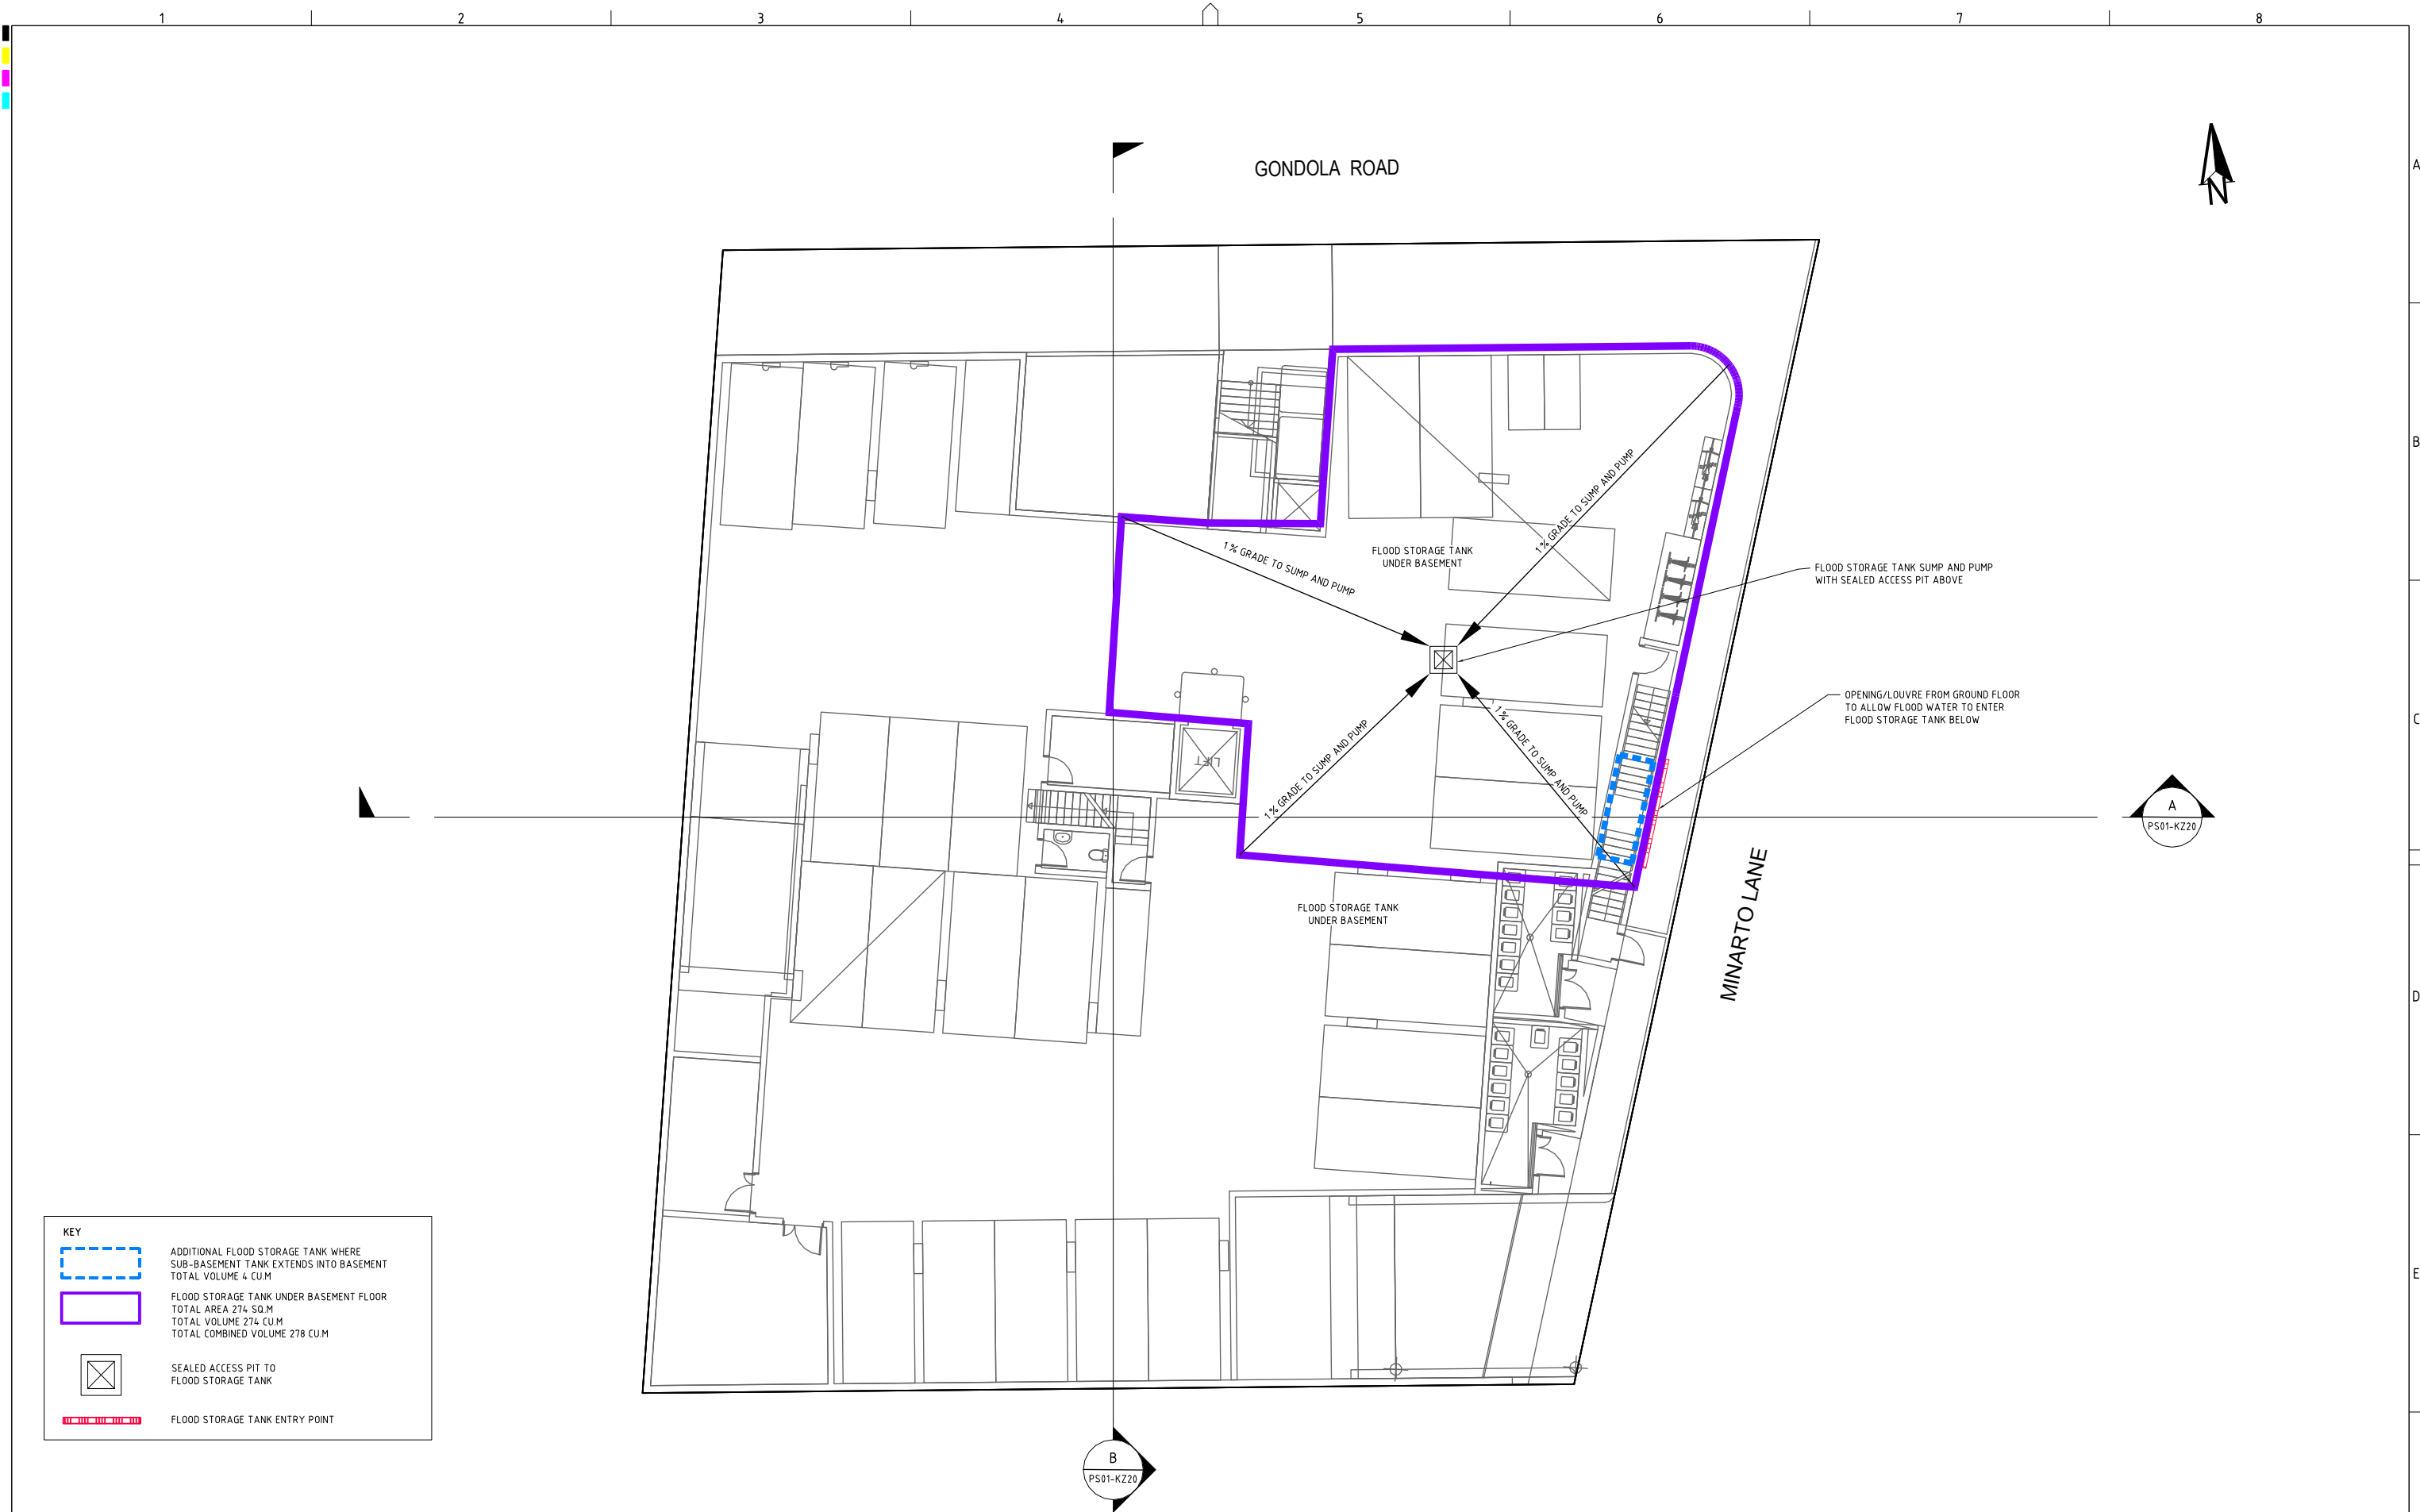 1 2 3 4 5 6 7 8
A
GONDOLA ROAD
N
B
1% GRADE TO SUMP AND PUMP
1% GRADE TO SUMP AND PUMP
FLOOD STORAGE TANK
UNDER BASEMENT
FLOOD STORAGE TANK SUMP AND PUMP
WITH SEALED ACCESS PIT ABOVE
OPENING/LOUVRE FROM GROUND FLOOR
TO ALLOW FLOOD WATER TO ENTER
FLOOD STORAGE TANK BELOW
C
LIFT
1% GRADE TO SUMP AND PUMP
1% GRADE TO SUMP AND PUMP
A
PS01-KZ20
MINARTO LANE
FLOOD STORAGE TANK
UNDER BASEMENT
D
KEY
ADDITIONAL FLOOD STORAGE TANK WHERE
SUB-BASEMENT TANK EXTENDS INTO BASEMENT
TOTAL VOLUME 4 CU.M
FLOOD STORAGE TANK UNDER BASEMENT FLOOR
TOTAL AREA 274 SQ.M
TOTAL VOLUME 274 CU.M
TOTAL COMBINED VOLUME 278 CU.M
SEALED ACCESS PIT TO
FLOOD STORAGE TANK
FLOOD STORAGE TANK ENTRY POINT
E
B
PS01-KZ20